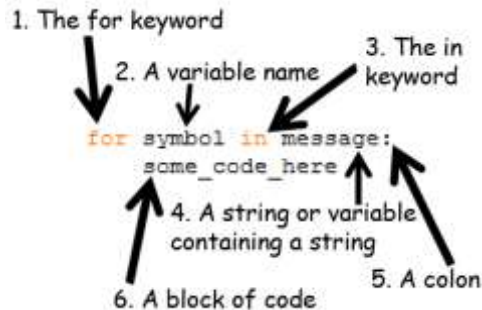 1. The for keyword
2. A variable name
3. The in
keyword
for symbol in message:
some_code_here
4. A string or variable
containing a string
5. A colon
6. A block of code